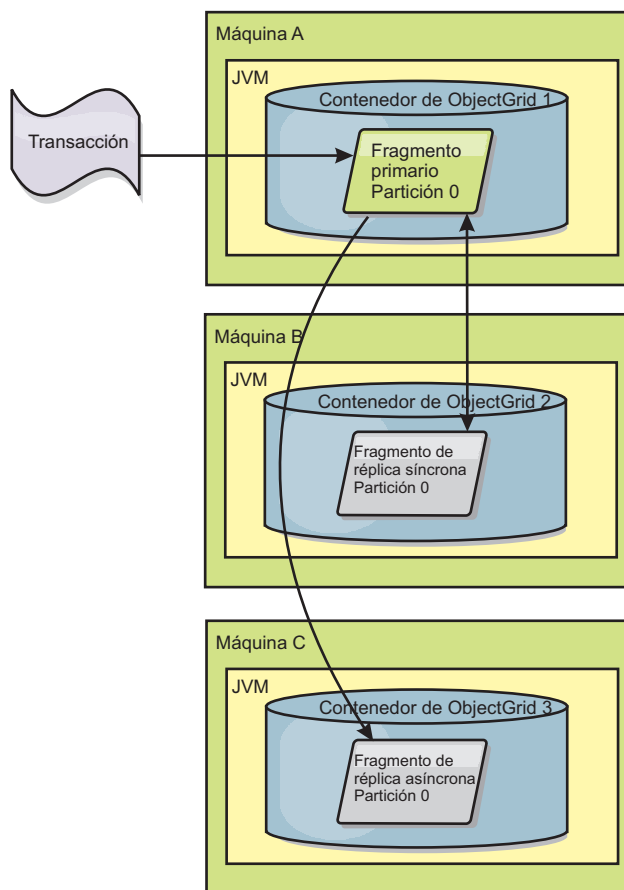 Máquina A
JVM
Contenedor de ObjectGrid 1
Transacción
Fragmento
primario
Partición 0
Máquina B
JVM
Contenedor de ObjectGrid 2
Fragmento de
réplica síncrona
Partición 0
Máquina C
JVM
Contenedor de ObjectGrid 3
Fragmento de
réplica asíncrona
Partición 0